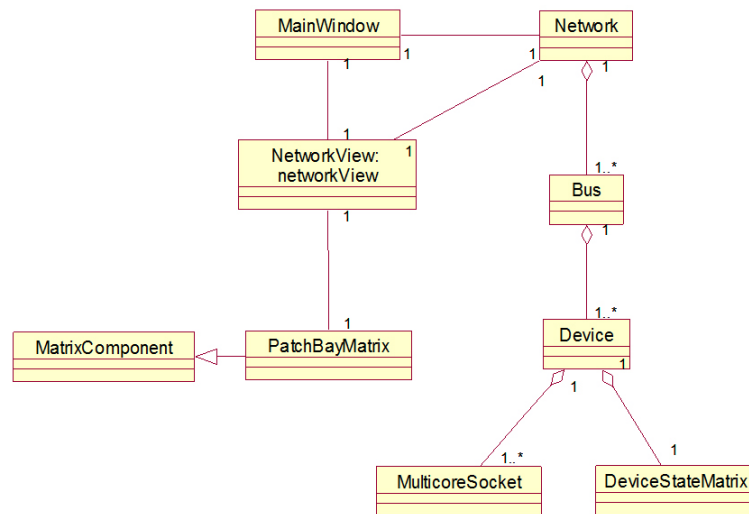 MainWindow
Network
1
1
1
1
1
1
1
NetworkView:
networkView
1..*
Bus
1
1
1
1..*
MatrixComponent
PatchBayMatrix
Device
1
1
1
1..*
MulticoreSocket
DeviceStateMatrix